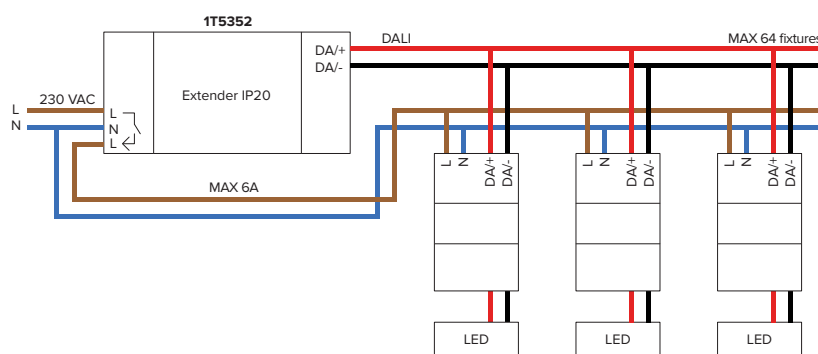 1T5352
DA/+
DALI
MAX 64 fixtures
DA/-
230 VAC
Extender IP20
L
L
N
N
L
MAX 6A
L
N
DA/+
DA/-
L
N
DA/+
DA/-
L
N
DA/+
DA/-
LED
LED
LED